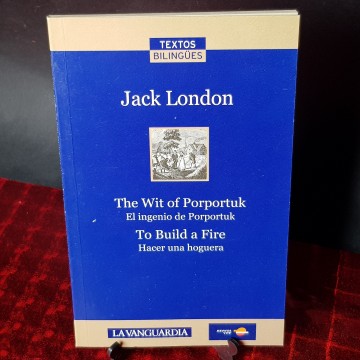 TEXTOS
BILINGÜES
Jack London
The Wit of Porportuk
El ingenio de Porportuk
To Build a Fire
Hacer una hoguera
LA VANGUARDIA